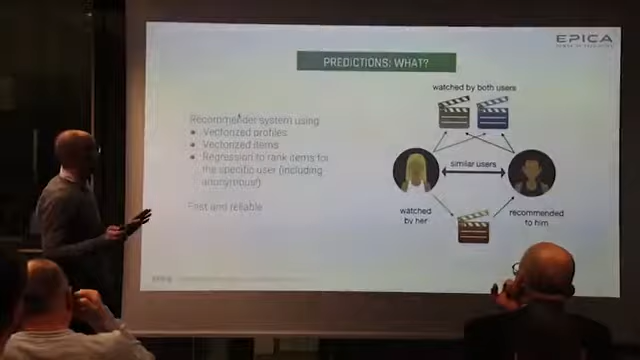 EPICA
PREDICTIONS: WHAT?
watched by both users
Recommender system using
Vectorized profiles
Vectorized items
Regression to rank items for
the specific user (including
anonymous!)
Fast and reliable
similar users
watched
by her
recommended
to him
EPICA